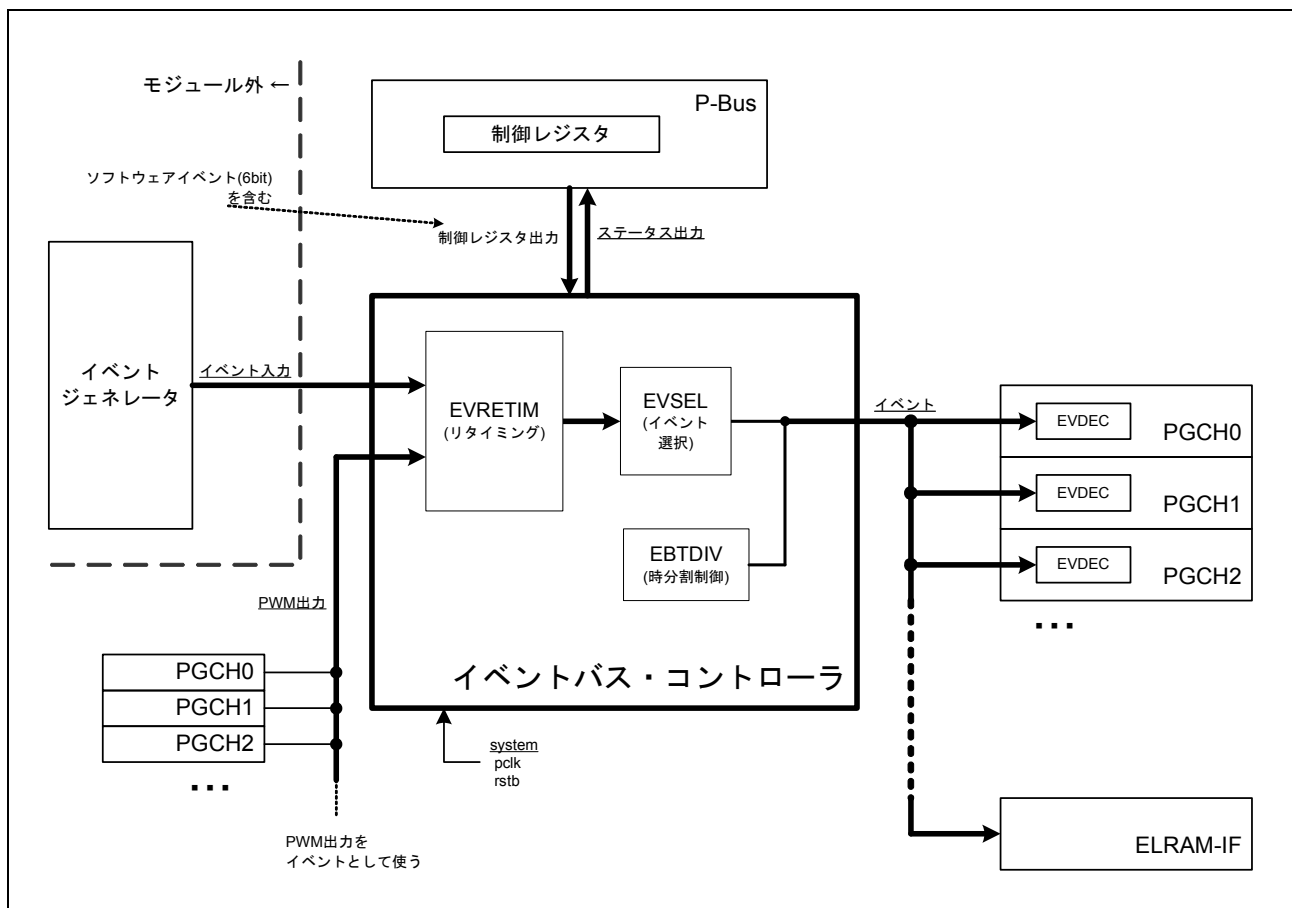 モジュール外 ←
P-Bus
制御レジスタ
ソフトウェアイベント(6bit)
を含む
制御レジスタ出力
ステータス出力
イベント
ジェネレータ
イベント入力
EVRETIM
(リタイミング)
EVSEL
(イベント
選択)
EBTDIV
(時分割制御)
イベント
EVDEC
PGCH0
EVDEC
PGCH1
EVDEC
PGCH2
...
PWM出力
イベントバス・コントローラ
PGCH0
PGCH1
PGCH2
...
system
pclk
rstb
PWM出力を
イベントとして使う
ELRAM-IF